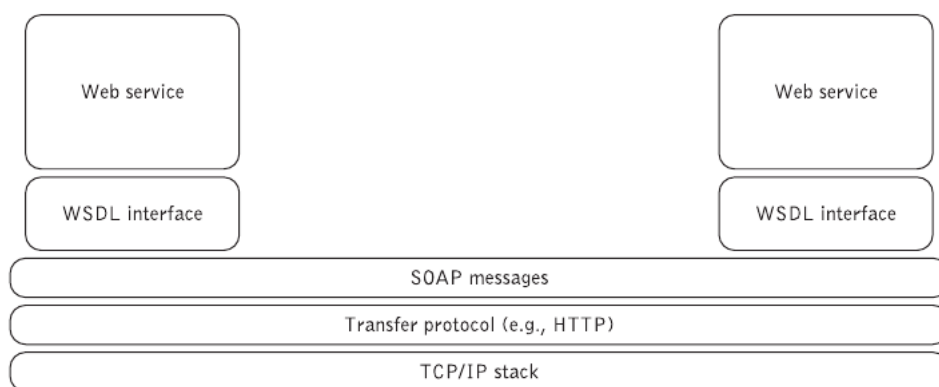 Web service
Web service
WSDL interface
WSDL interface
SOAP messages
Transfer protocol (e.g., HTTP)
TCP/IP stack